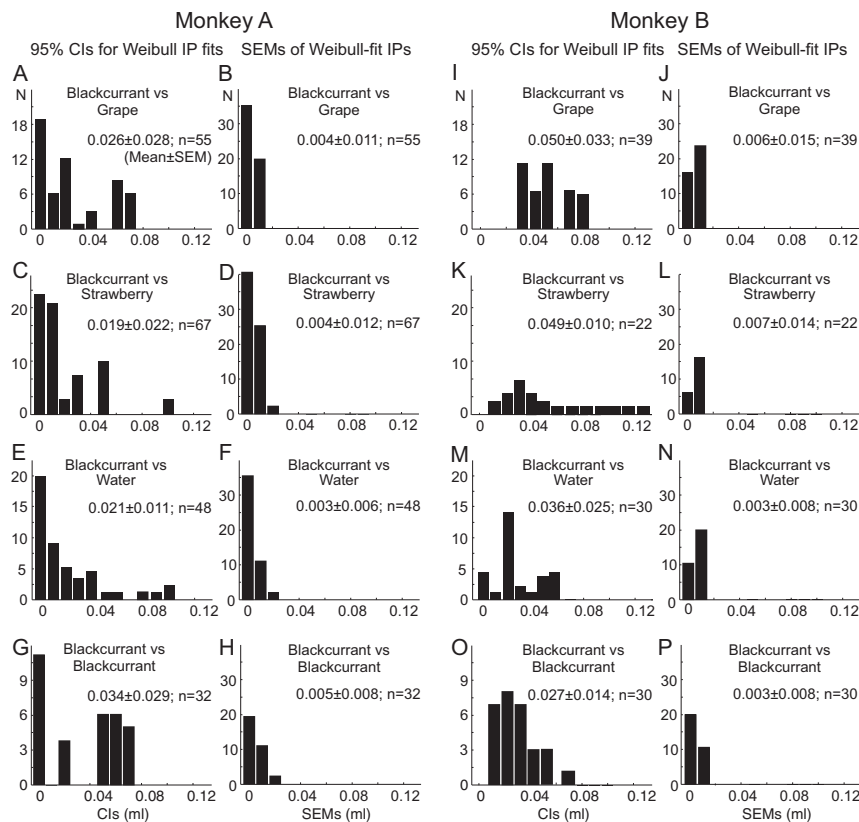 Monkey A
Monkey B
95% CIs for Weibull IP fits
SEMs of Weibull-fit IPs
95% CIs for Weibull IP fits
SEMs of Weibull-fit IPs
A
N
Blackcurrant vs
Grape
0.026±0.028; n=55
(Mean±SEM)
18
12
6
0
0 0.04 0.08 0.12
B
Blackcurrant vs
Grape
0.004±0.011; n=55
30
20
10
0
0 0.04 0.08 0.12
I
N
Blackcurrant vs
Grape
0.050±0.033; n=39
18
12
6
0
0 0.04 0.08 0.12
J
Blackcurrant vs
Grape
0.006±0.015; n=39
30
20
10
0
0 0.04 0.08 0.12
C
Blackcurrant vs
Strawberry
0.019±0.022; n=67
20
10
0
0 0.04 0.08 0.12
D
Blackcurrant vs
Strawberry
0.004±0.012; n=67
40
30
20
10
0
0 0.04 0.08 0.12
K
Blackcurrant vs
Strawberry
0.049±0.010; n=22
20
10
0
0 0.04 0.08 0.12
L
Blackcurrant vs
Strawberry
0.007±0.014; n=22
40
30
20
10
0
0 0.04 0.08 0.12
E
Blackcurrant vs
Water
0.021±0.011; n=48
20
15
10
5
0
0 0.04 0.08 0.12
F
Blackcurrant vs
Water
0.003±0.006; n=48
30
20
10
0
0 0.04 0.08 0.12
M
Blackcurrant vs
Water
0.036±0.025; n=30
20
15
10
5
0
0 0.04 0.08 0.12
N
Blackcurrant vs
Water
0.003±0.008; n=30
30
20
10
0
0 0.04 0.08 0.12
G
Blackcurrant vs
Blackcurrant
0.034±0.029; n=32
9
6
3
0
0 0.04 0.08 0.12
CIs (ml)
H
Blackcurrant vs
Blackcurrant
0.005±0.008; n=32
30
20
10
0
0 0.04 0.08 0.12
SEMs (ml)
O
Blackcurrant vs
Blackcurrant
0.027±0.014; n=30
9
6
3
0
0 0.04 0.08 0.12
CIs (ml)
P
Blackcurrant vs
Blackcurrant
0.003±0.008; n=30
30
20
10
0
0 0.04 0.08 0.12
SEMs (ml)